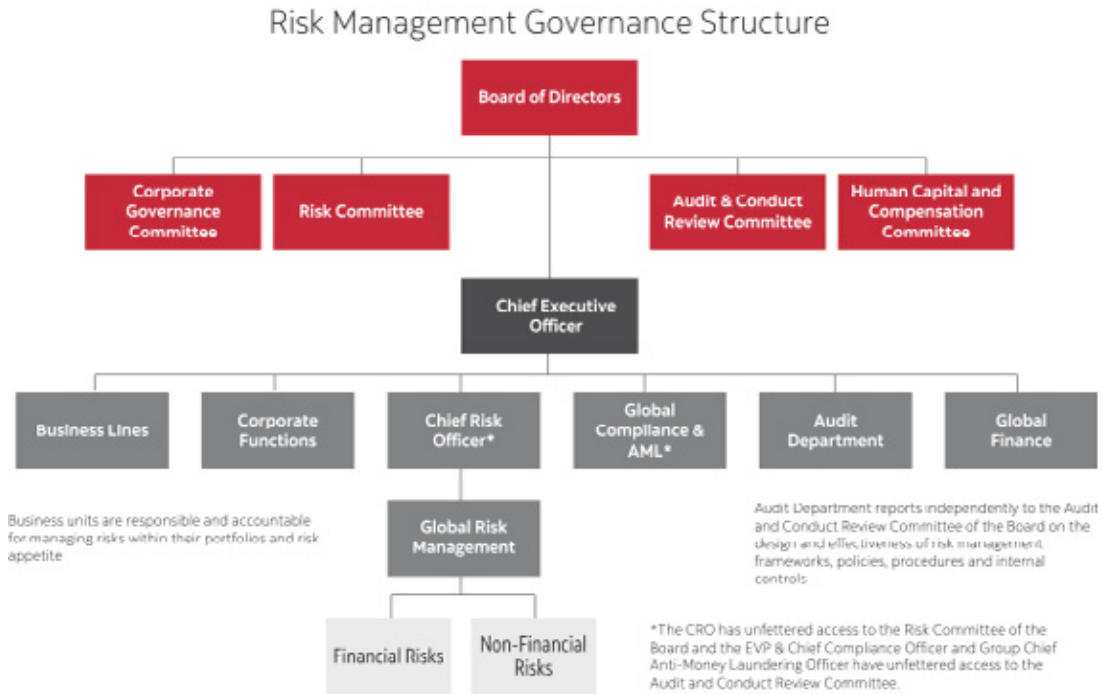 Risk Management Governance Structure
Board of Directors
Corporate
Governance
Committee
Risk Committee
Audit & Conduct
Review Committee
Human Capital and
Compensation
Committee
Chief Executive
Officer
Business Lines
Corporate
Functions
Chief Risk
Officer*
Global
Compliance &
AML*
Audit
Department
Global
Finance
Business units are responsible and accountable
for managing risks within their portfolios and risk
appetite
Global Risk
Management
Audit Department reports independently to the Audit
and Conduct Review Committee of the Board on the
design and effectiveness of risk management
frameworks, policies, procedures and internal
controls
Financial Risks
Non-Financial
Risks
*The CRO has unfettered access to the Risk Committee of the
Board and the EVP & Chief Compliance Officer and Group Chief
Anti-Money Laundering Officer have unfettered access to the
Audit and Conduct Review Committee.